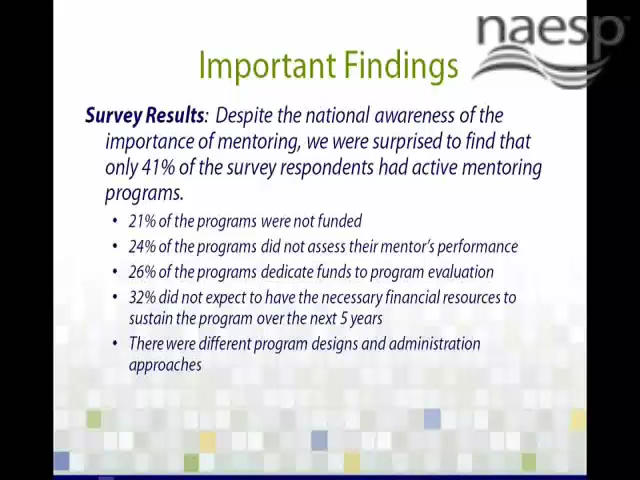 naesp
Important Findings
Survey Results: Despite the national awareness of the
importance of mentoring, we were surprised to find that
only 41% of the survey respondents had active mentoring
programs.
• 21% of the programs were not funded
• 24% of the programs did not assess their mentor's performance
• 26% of the programs dedicate funds to program evaluation
• 32% did not expect to have the necessary financial resources to
sustain the program over the next 5 years
• There were different program designs and administration
approaches